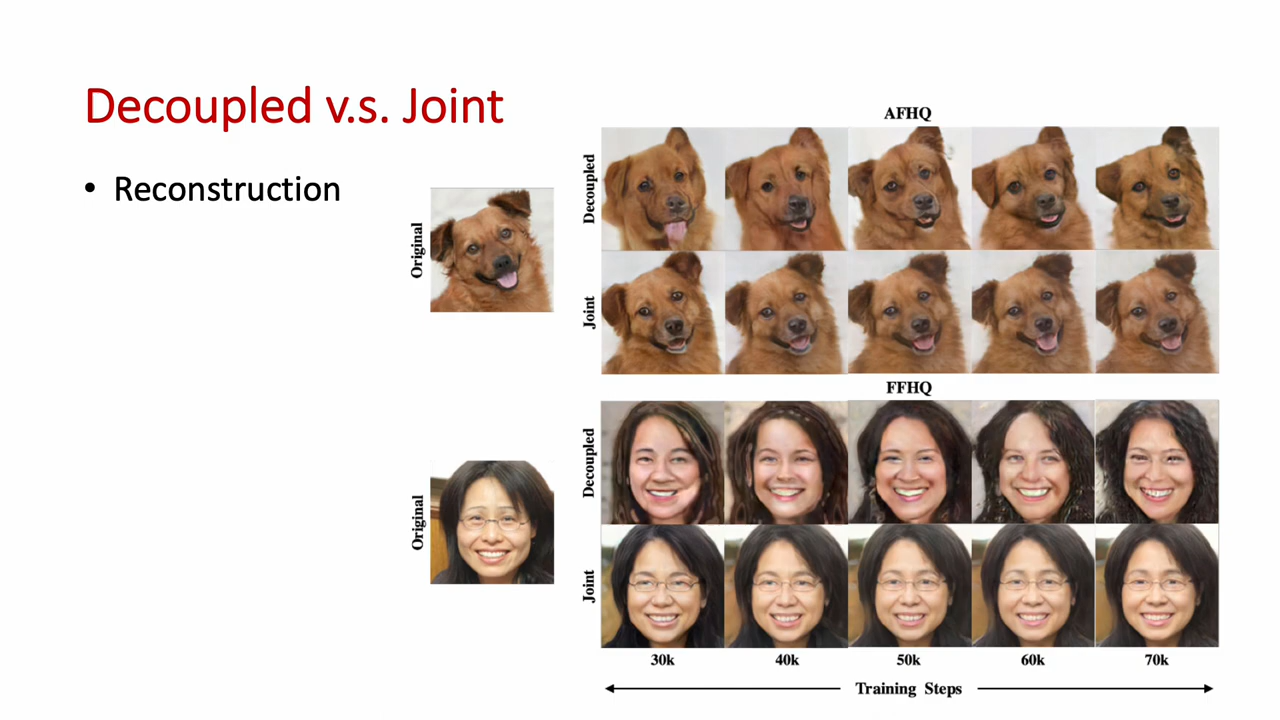 Decoupled v.s. Joint
• Reconstruction
Original
Original
AFHQ
Decoupled
Joint
FFHQ
Decoupled
Joint
30k 40k 50k 60k 70k
Training Steps